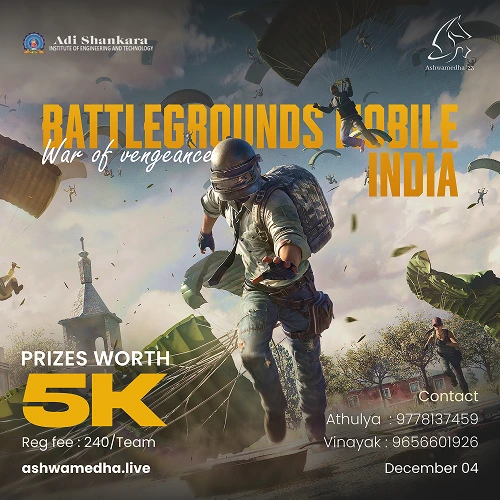 Adi Shankara
INSTITUTE OF ENGINEERING AND TECHNOLOGY
Ashwamedha'22
BATTLEGROUNDS MOBILE
War of vengeance
INDIA
PRIZES WORTH
5K
Reg fee : 240/Team
ashwamedha.live
Contact
Athulya : 9778137459
Vinayak : 9656601926
December 04